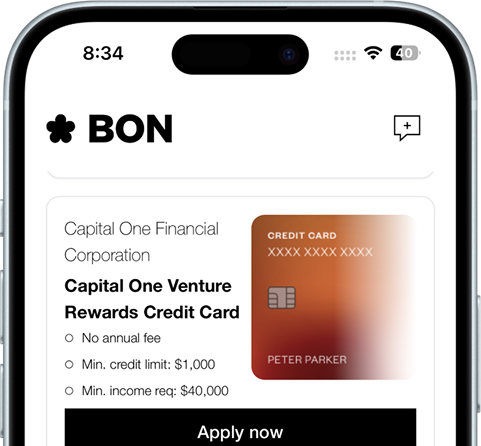 8:34
40
BON
Capital One Financial
Corporation
Capital One Venture
Rewards Credit Card
No annual fee
Min. credit limit: $1,000
Min. income req: $40,000
CREDIT CARD
XXXX XXXX XXXX
PETER PARKER
Apply now